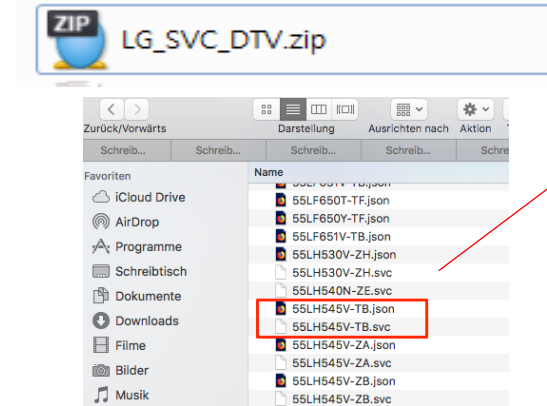 ZIP
LG_SVC_DTV.zip
Zurück/Vorwärts
Darstellung
Ausrichten nach
Aktion
Schreib...
Schreib...
Schreib...
Schreib...
Schre
Favoriten
iCloud Drive
AirDrop
Programme
Schreibtisch
Dokumente
Downloads
Filme
Bilder
Musik
Name
55LF650T-TF.json
55LF650Y-TF.json
55LF651V-TB.json
55LH530V-ZH.json
55LH530V-ZH.svc
55LH540N-ZE.svc
55LH545V-TB.json
55LH545V-TB.svc
55LH545V-ZA.json
55LH545V-ZA.svc
55LH545V-ZB.json
55LH545V-ZB.svc